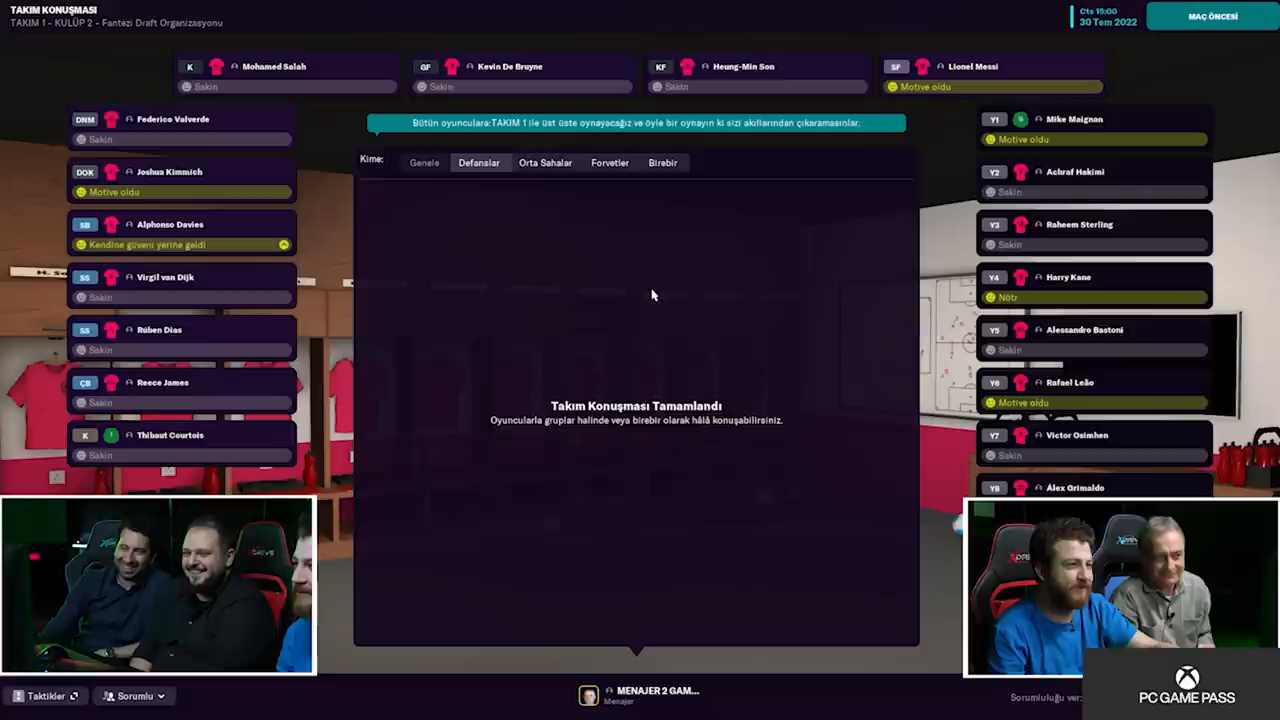 TAKIM KONUŞMASI
TAKIM 1 - KULÜP 2 - Fantezi Draft Organizasyonu
Cts 15:00
30 Tem 2022
MAÇ ÖNCESİ
K Mohamed Salah
Sakin
GF Kevin De Bruyne
Sakin
KF Heung-Min Son
Sakin
SF Lionel Messi
Motive oldu
DNM Federico Valverde
Sakin
DOK Joshua Kimmich
Motive oldu
SB Alphonso Davies
Kendine güveni yerine geldi
SS Virgil van Dijk
Sakin
SS Rúben Dias
Sakin
ÇB Reece James
Sakin
K Thibaut Courtois
Sakin
Bütün oyunculara:TAKIM 1 ile üst üste oynayacağız ve öyle bir oynayın ki sizi akıllarından çıkaramasınlar.
Kime: Genele Defanslar Orta Sahalar Forvetler Birebir
Takım Konuşması Tamamlandı
Oyuncularla gruplar halinde veya birebir olarak hâlâ konuşabilirsiniz.
Y1 Mike Maignan
Motive oldu
Y2 Achraf Hakimi
Sakin
Y3 Raheem Sterling
Sakin
Y4 Harry Kane
Nötr
Y5 Alessandro Bastoni
Sakin
Y6 Rafael Leão
Motive oldu
Y7 Victor Osimhen
Sakin
Y8 Álex Grimaldo
Taktikler
Sorumlu
MENAJER 2 GAM...
Menajer
Sorumluluğu ver:
PC GAME PASS